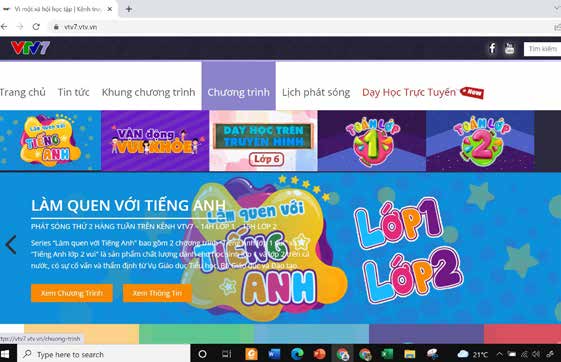 Vì một xã hội học tập | Kênh truy
vtv7.vtv.vn
VTV7
f You
Tìm kiếm
Trang chủ Tin tức Khung chương trình Chương trình Lịch phát sóng Dạy Học Trực Tuyến New
Làm quen với TIẾNG ANH
VẬN ĐỘNG VUI KHỎE
DẠY HỌC TRÊN TRUYỀN HÌNH Lớp 6
TOÁN LỚP 1
TOÁN LỚP 2
LÀM QUEN VỚI TIẾNG ANH
PHÁT SÓNG THỨ 2 HÀNG TUẦN TRÊN KÊNH VTV7 - 14H LỚP 1 - 15H LỚP 2
Series "Làm quen với Tiếng Anh" bao gồm 2 chương trình "Tiếng Anh lớp 1 vui" và
"Tiếng Anh lớp 2 vui" là sản phẩm chất lượng dành cho học sinh lớp 1 và lớp 2 trên cả
nước, có sự cố vấn và thẩm định từ Vụ Giáo dục Tiểu học, Bộ Giáo dục và Đào tạo.
Xem Chương Trình Xem Thông Tin
Làm quen với
TIẾNG
ANH
LỚP 1
LỚP 2
tps://vtv7.vtv.vn/chuong-trinh
Type here to search
21°C